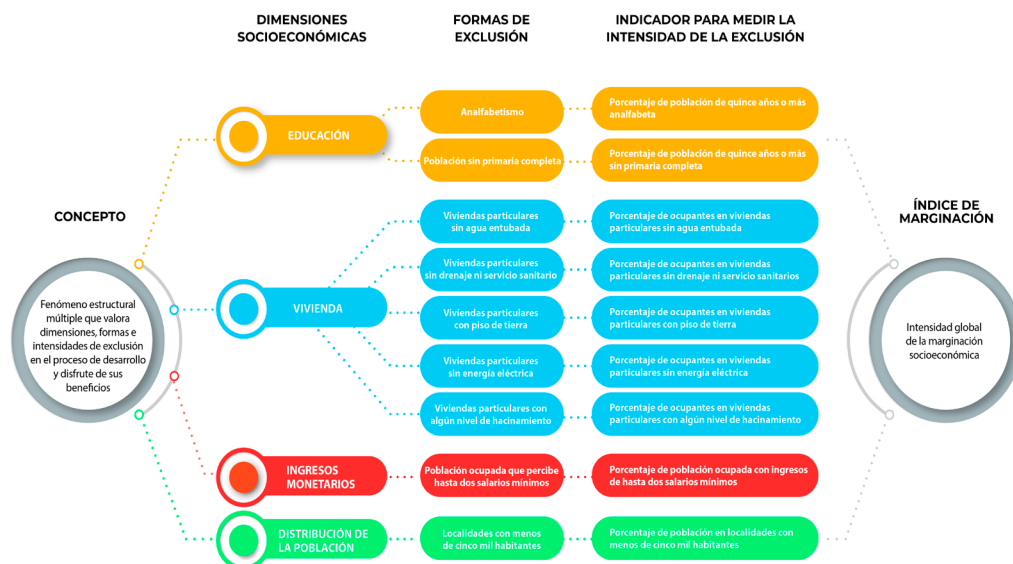 DIMENSIONES
SOCIOECONÓMICAS
FORMAS DE
EXCLUSIÓN
INDICADOR PARA MEDIR LA
INTENSIDAD DE LA EXCLUSIÓN
CONCEPTO
Fenómeno estructural
múltiple que valora
dimensiones, formas e
intensidades de exclusión
en el proceso de desarrollo
y disfrute de sus
beneficios
EDUCACIÓN
Analfabetismo
Porcentaje de población de quince años o más
analfabeta
Población sin primaria completa
Porcentaje de población de quince años o más
sin primaria completa
VIVIENDA
Viviendas particulares
sin agua entubada
Porcentaje de ocupantes en viviendas
particulares sin agua entubada
Viviendas particulares
sin drenaje ni servicio sanitario
Porcentaje de ocupantes en viviendas
particulares sin drenaje ni servicio sanitarios
Viviendas particulares
con piso de tierra
Porcentaje de ocupantes en viviendas
particulares con piso de tierra
Viviendas particulares
sin energía eléctrica
Porcentaje de ocupantes en viviendas
particulares sin energía eléctrica
Viviendas particulares con
algún nivel de hacinamiento
Porcentaje de ocupantes en viviendas
particulares con algún nivel de hacinamiento
INGRESOS
MONETARIOS
Población ocupada que percibe
hasta dos salarios mínimos
Porcentaje de población ocupada con ingresos
de hasta dos salarios mínimos
DISTRIBUCIÓN DE
LA POBLACIÓN
Localidades con menos
de cinco mil habitantes
Porcentaje de población en localidades con
menos de cinco mil habitantes
ÍNDICE DE
MARGINACIÓN
Intensidad global
de la marginación
socioeconómica